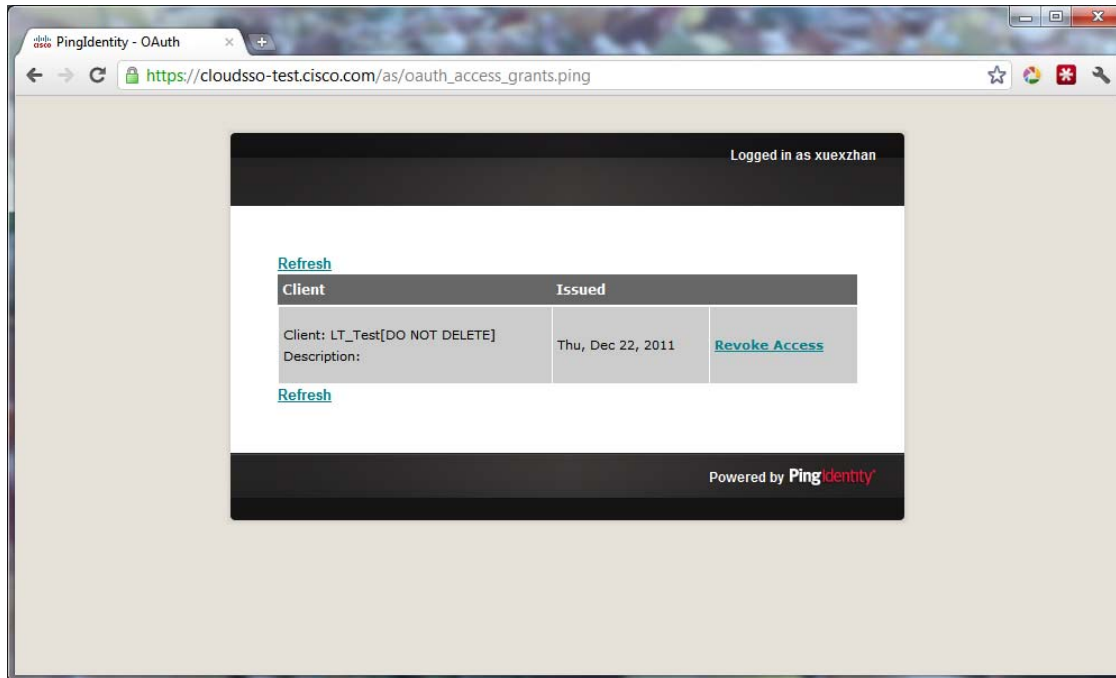 cisco PingIdentity - OAuth
https://cloudsso-test.cisco.com/as/oauth_access_grants.ping
Logged in as xuexzhan
Refresh
Client Issued
Client: LT_Test[DO NOT DELETE]
Description:
Thu, Dec 22, 2011
Revoke Access
Refresh
Powered by PingIdentity